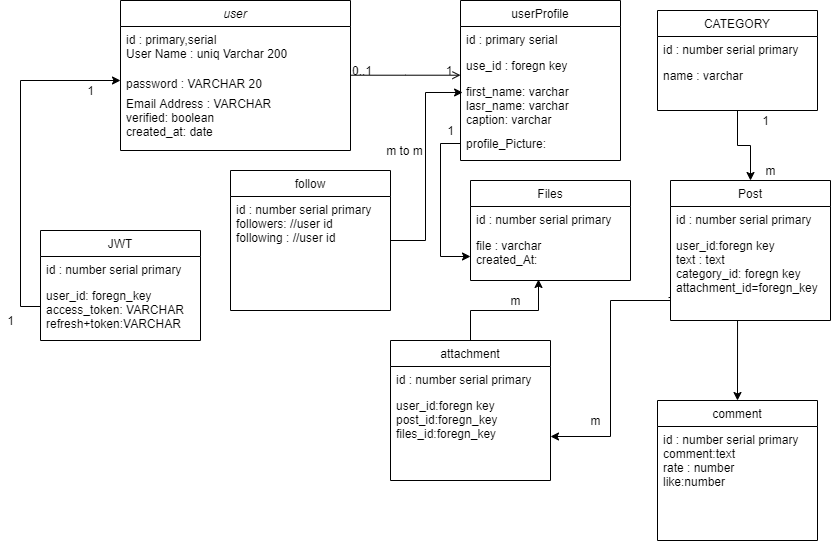 user
id : primary,serial
User Name : uniq Varchar 200
password : VARCHAR 20
Email Address : VARCHAR
verified: boolean
created_at: date
0..1
1
userProfile
id : primary serial
use_id : foregn key
first_name: varchar
lasr_name: varchar
caption: varchar
profile_Picture:
CATEGORY
id : number serial primary
name : varchar
1
m
1
m to m
1
follow
id : number serial primary
followers: //user id
following : //user id
Files
id : number serial primary
file : varchar
created_At:
Post
id : number serial primary
user_id:foregn key
text : text
category_id: foregn key
attachment_id=foregn_key
JWT
id : number serial primary
user_id: foregn_key
access_token: VARCHAR
refresh+token:VARCHAR
1
m
attachment
id : number serial primary
user_id:foregn key
post_id:foregn_key
files_id:foregn_key
m
comment
id : number serial primary
comment:text
rate : number
like:number